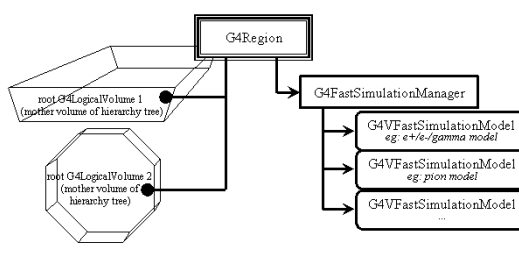 G4Region
root G4LogicalVolume 1
(mother volume of hierarchy tree)
G4FastSimulationManager
G4VFastSimulationModel
eg: e+/e-/gamma model
root G4LogicalVolume 2
(mother volume of
hierarchy tree)
G4VFastSimulationModel
eg: pion model
G4VFastSimulationModel
...